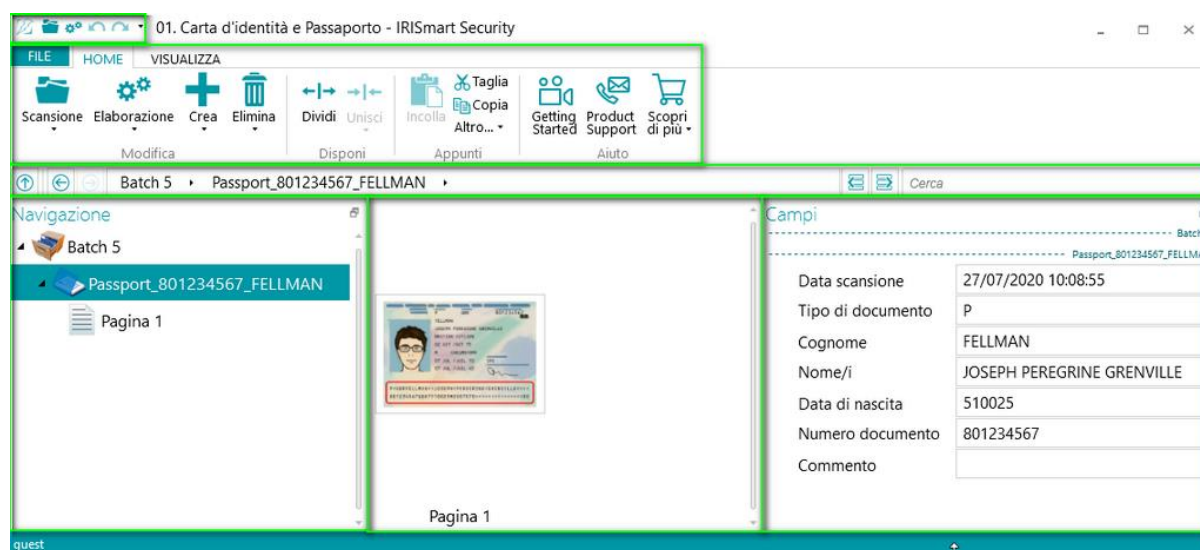 01. Carta d'identità e Passaporto - IRISmart Security
FILE HOME VISUALIZZA
Scansione Elaborazione Crea Elimina Dividi Unisci Incolla Taglia Copia Altro... Getting Started Product Support Scopri di più
Modifica Disponi Appunti Aiuto
Batch 5 Passport_801234567_FELLMAN Cerca
Navigazione
Batch 5
Passport_801234567_FELLMAN
Pagina 1
Pagina 1
Campi
Batch
Passport_801234567_FELLMA
Data scansione 27/07/2020 10:08:55
Tipo di documento P
Cognome FELLMAN
Nome/i JOSEPH PEREGRINE GRENVILLE
Data di nascita 510025
Numero documento 801234567
Commento
guest